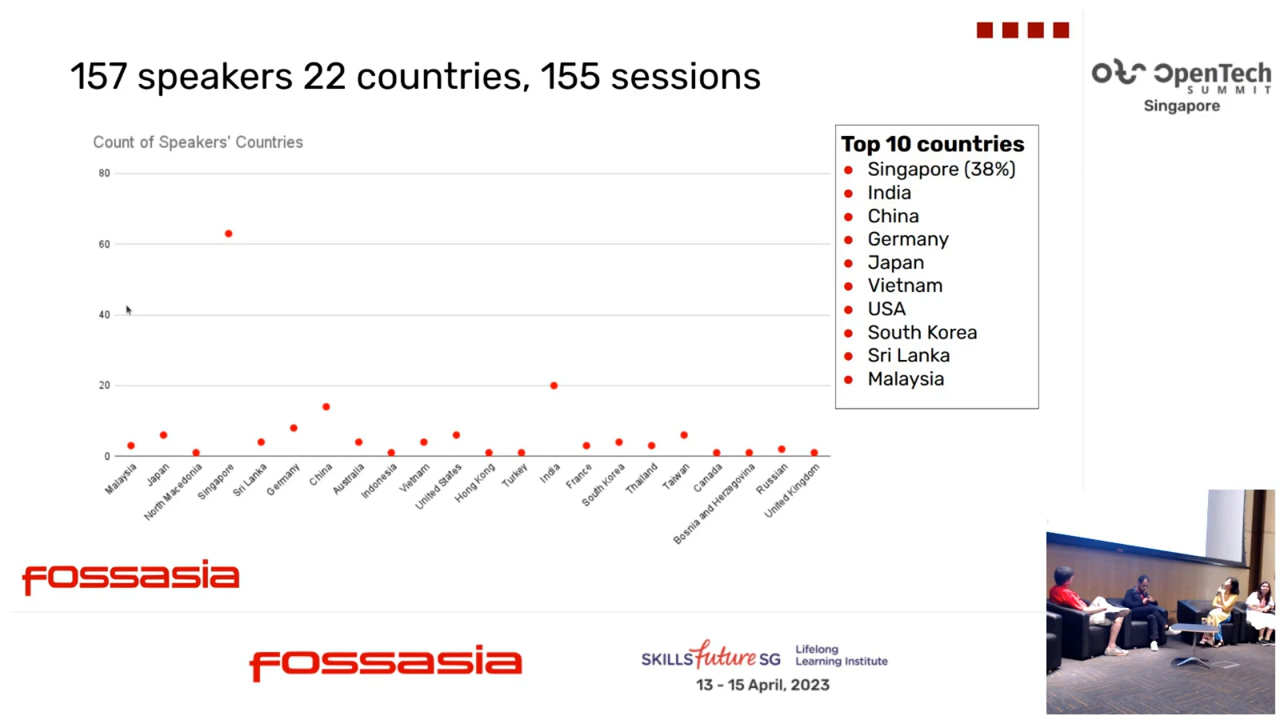 157 speakers 22 countries, 155 sessions
OpenTech
SUMMIT
Singapore
Count of Speakers' Countries
80
60
40
20
0
Malaysia
Japan
North Macedonia
Singapore
Sri Lanka
Germany
China
Australia
Indonesia
Vietnam
United States
Hong Kong
Turkey
India
France
South Korea
Thailand
Taiwan
Canada
Bosnia and Herzegovina
Russian
United Kingdom
Top 10 countries
Singapore (38%)
India
China
Germany
Japan
Vietnam
USA
South Korea
Sri Lanka
Malaysia
fossasia
fossasia
SKILLSfuture SG
Lifelong
Learning Institute
13 - 15 April, 2023